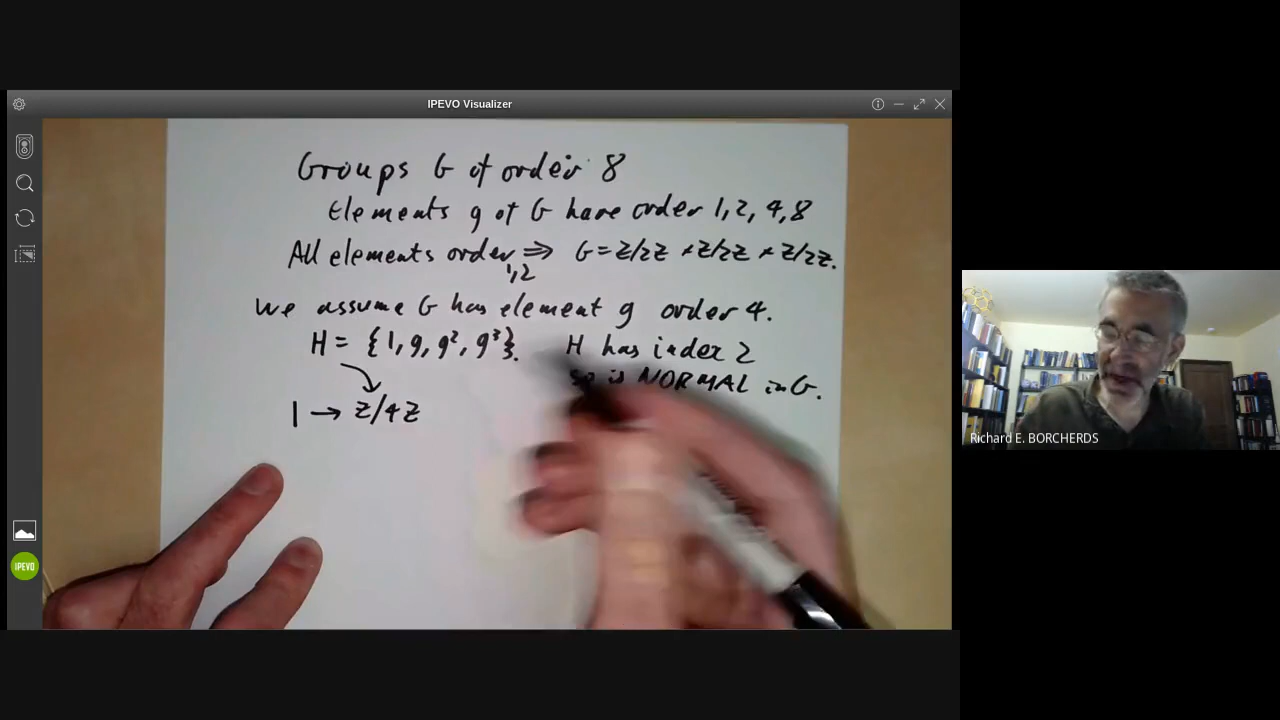 IPEVO Visualizer
Groups G of order 8
Elements g of G have order 1, 2, 4, 8
All elements order 1,2 ⇒ G = Z/2Z × Z/2Z × Z/2Z.
We assume G has element g order 4.
H = {1, g, g², g³}. H has index 2
so is NORMAL in G.
1 → Z/4Z
Richard E. BORCHERDS
IPEVO